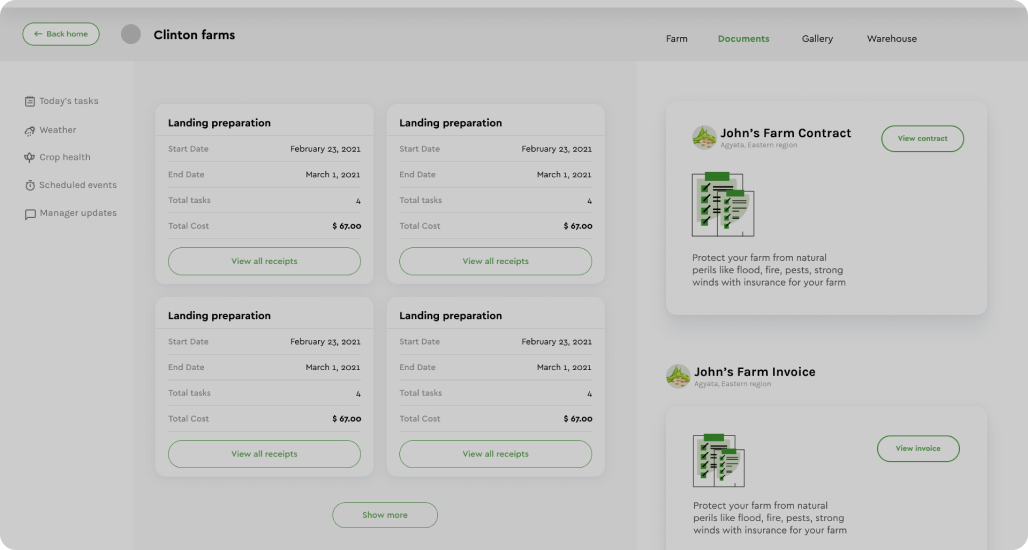 ← Back home
Clinton farms
Farm
Documents
Gallery
Warehouse
Today's tasks
Weather
Crop health
Scheduled events
Manager updates
Landing preparation
Start Date February 23, 2021
End Date March 1, 2021
Total tasks 4
Total Cost $ 67.00
View all receipts
Landing preparation
Start Date February 23, 2021
End Date March 1, 2021
Total tasks 4
Total Cost $ 67.00
View all receipts
Landing preparation
Start Date February 23, 2021
End Date March 1, 2021
Total tasks 4
Total Cost $ 67.00
View all receipts
Landing preparation
Start Date February 23, 2021
End Date March 1, 2021
Total tasks 4
Total Cost $ 67.00
View all receipts
Show more
John's Farm Contract
Agyata, Eastern region
View contract
Protect your farm from natural
perils like flood, fire, pests, strong
winds with insurance for your farm
John's Farm Invoice
Agyata, Eastern region
View invoice
Protect your farm from natural
perils like flood, fire, pests, strong
winds with insurance for your farm